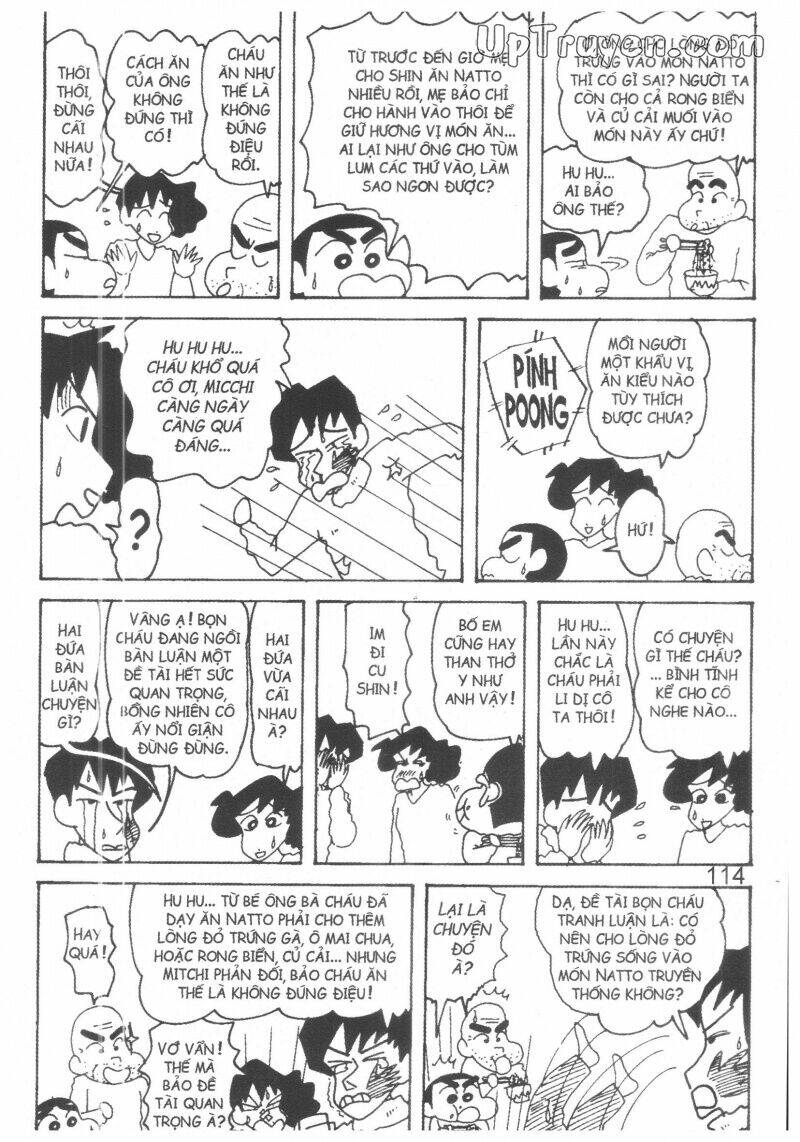 UpTruyen.com
LÒNG ĐỎ
TRỨNG VÀO MÓN NATTO
THÌ CÓ GÌ SAI? NGƯỜI TA
CÒN CHO CẢ RONG BIỂN
VÀ CỦ CẢI MUỐI VÀO
MÓN NÀY ẤY CHỨ!
HU HU...
AI BẢO
ÔNG THẾ?
TỪ TRƯỚC ĐẾN GIỜ MẸ
CHO SHIN ĂN NATTO
NHIỀU RỒI, MẸ BẢO CHỈ
CHO HÀNH VÀO THÔI ĐỂ
GIỮ HƯƠNG VỊ MÓN ĂN...
AI LẠI NHƯ ÔNG CHO TÙM
LUM CÁC THỨ VÀO, LÀM
SAO NGON ĐƯỢC?
CHÁU
ĂN NHƯ
THẾ LÀ
KHÔNG
ĐÚNG
ĐIỆU
RỒI.
CÁCH ĂN
CỦA ÔNG
KHÔNG
ĐÚNG THÌ
CÓ!
THÔI
THÔI,
ĐỪNG
CÃI
NHAU
NỮA!
MỖI NGƯỜI
MỘT KHẨU VỊ,
ĂN KIỂU NÀO
TÙY THÍCH
ĐƯỢC CHƯA?
PÍNH
POONG
HỨ!
HU HU HU...
CHÁU KHỔ QUÁ
CÔ ƠI, MICCHI
CÀNG NGÀY
CÀNG QUÁ
ĐÁNG...
?
CÓ CHUYỆN
GÌ THẾ CHÁU?
... BÌNH TĨNH
KỂ CHO CÔ
NGHE NÀO...
HU HU...
LẦN NÀY
CHẮC LÀ
CHÁU PHẢI
LI DỊ CÔ
TA THÔI!
BỐ EM
CŨNG HAY
THAN THỞ
Y NHƯ
ANH VẬY!
IM
ĐI
CU
SHIN!
HAI
ĐỨA
VỪA
CÃI
NHAU
À?
VÂNG Ạ! BỌN
CHÁU ĐANG NGỒI
BÀN LUẬN MỘT
ĐỀ TÀI HẾT SỨC
QUAN TRỌNG,
BỖNG NHIÊN CÔ
ẤY NỔI GIẬN
ĐÙNG ĐÙNG.
HAI
ĐỨA
BÀN
LUẬN
CHUYỆN
GÌ?
114
DẠ, ĐỀ TÀI BỌN CHÁU
TRANH LUẬN LÀ: CÓ
NÊN CHO LÒNG ĐỎ
TRỨNG SỐNG VÀO
MÓN NATTO TRUYỀN
THỐNG KHÔNG?
LẠI LÀ
CHUYỆN
ĐÓ
À?
HU HU... TỪ BÉ ÔNG BÀ CHÁU ĐÃ
DẠY ĂN NATTO PHẢI CHO THÊM
LÒNG ĐỎ TRỨNG GÀ, Ô MAI CHUA,
HOẶC RONG BIỂN, CỦ CẢI... NHƯNG
MITCHI PHẢN ĐỐI, BẢO CHÁU ĂN
THẾ LÀ KHÔNG ĐÚNG ĐIỆU!
HAY
QUÁ!
VỚ VẨN!
THẾ MÀ
BẢO ĐỀ
TÀI QUAN
TRỌNG À?